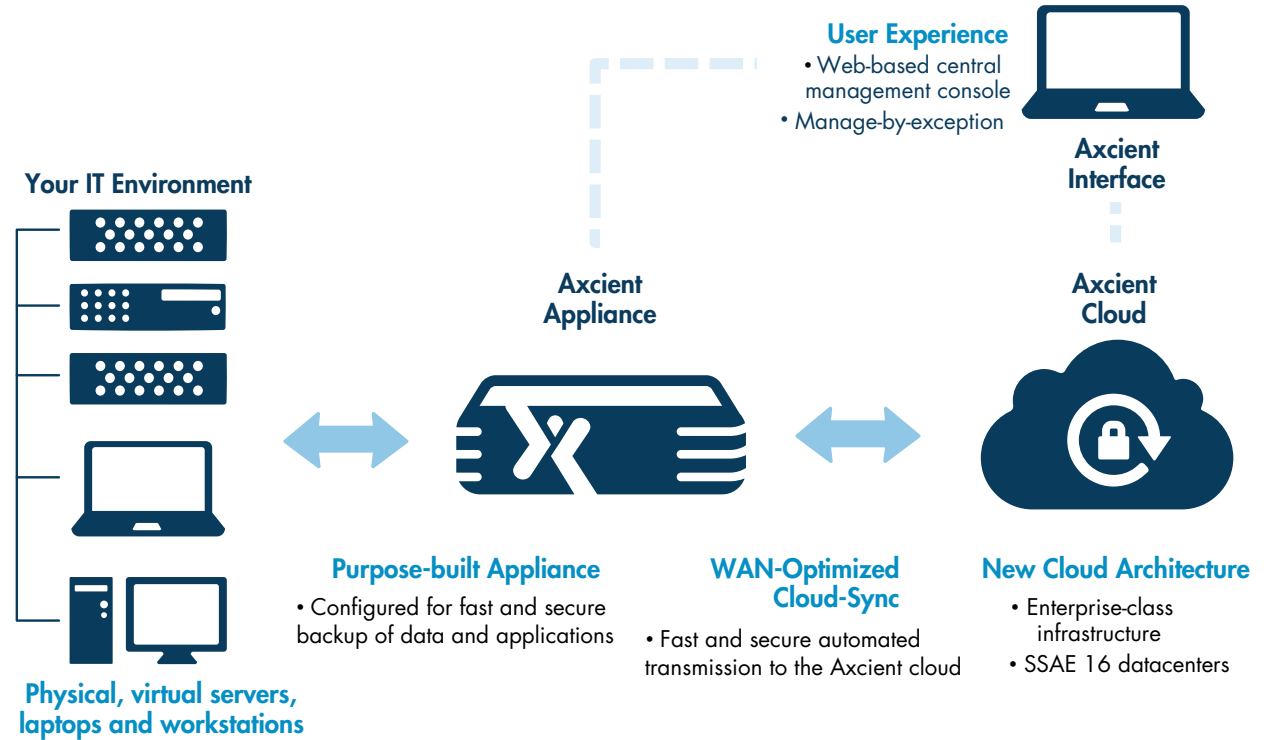 User Experience
• Web-based central
management console
• Manage-by-exception
Axcient
Interface
Your IT Environment
Axcient
Appliance
Axcient
Cloud
Purpose-built Appliance
• Configured for fast and secure
backup of data and applications
WAN-Optimized
Cloud-Sync
• Fast and secure automated
transmission to the Axcient cloud
New Cloud Architecture
• Enterprise-class
infrastructure
• SSAE 16 datacenters
Physical, virtual servers,
laptops and workstations